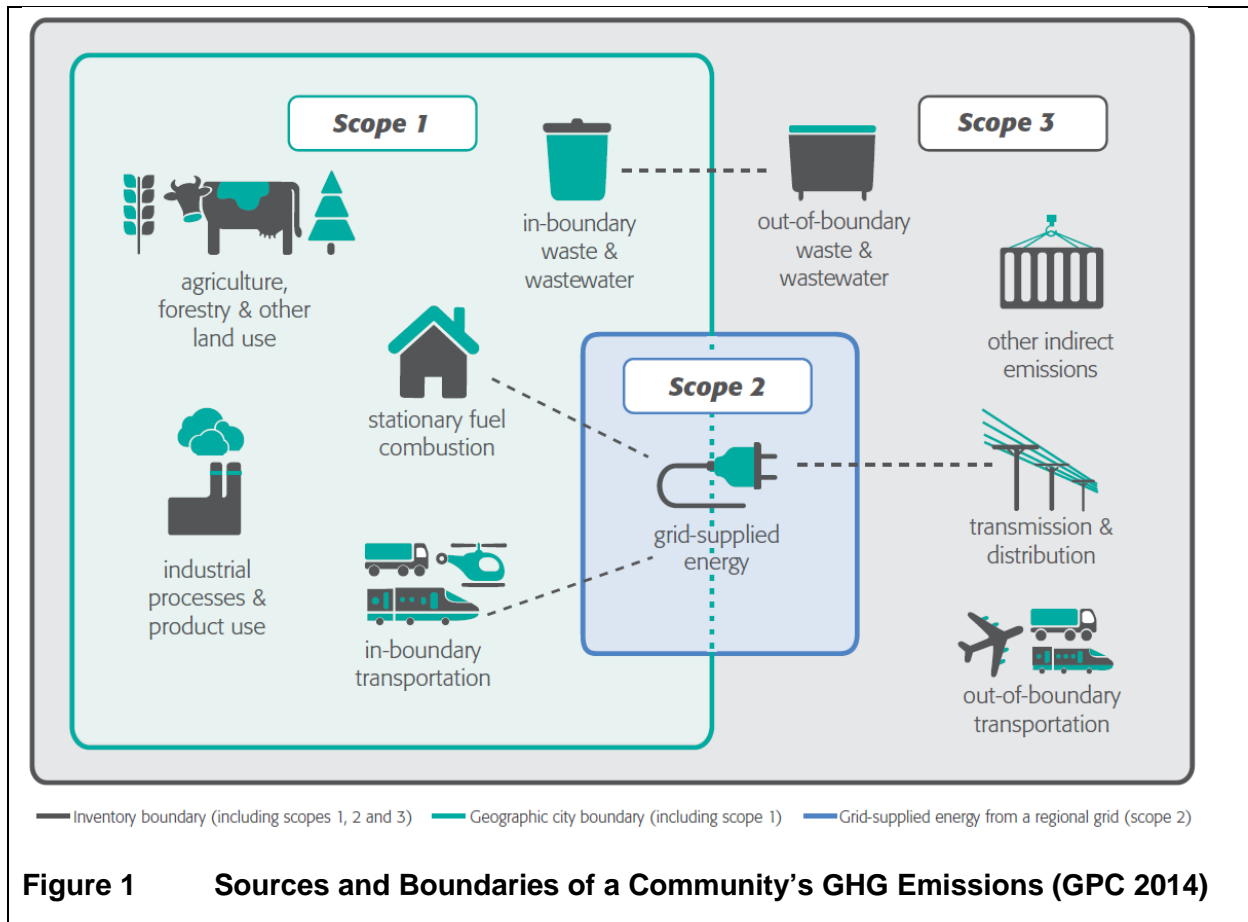 Scope 1
Scope 3
in-boundary
waste &
wastewater
out-of-boundary
waste &
wastewater
agriculture,
forestry & other
land use
other indirect
emissions
Scope 2
stationary fuel
combustion
grid-supplied
energy
transmission &
distribution
industrial
processes &
product use
in-boundary
transportation
out-of-boundary
transportation
Inventory boundary (including scopes 1, 2 and 3) Geographic city boundary (including scope 1) Grid-supplied energy from a regional grid (scope 2)
Figure 1 Sources and Boundaries of a Community's GHG Emissions (GPC 2014)